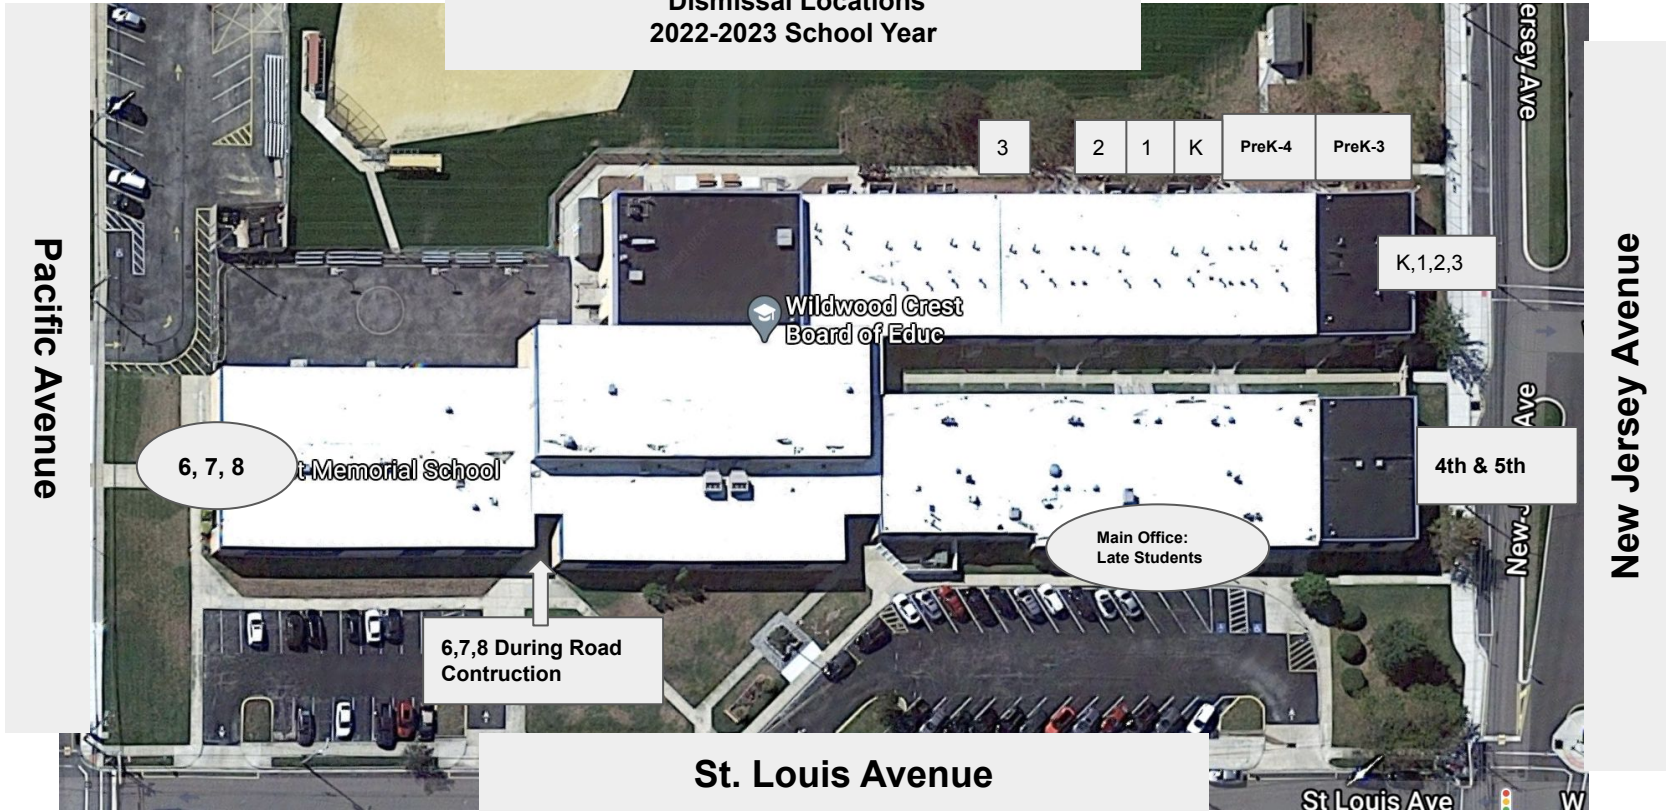 Dismissal Locations
2022-2023 School Year
ersey Ave
3
2
1
K
PreK-4
PreK-3
K,1,2,3
Pacific Avenue
New Jersey Avenue
Wildwood Crest
Board of Educ
6, 7, 8
t Memorial School
4th & 5th
New J
Ave
Main Office:
Late Students
6,7,8 During Road
Contruction
St. Louis Avenue
St Louis Ave
W